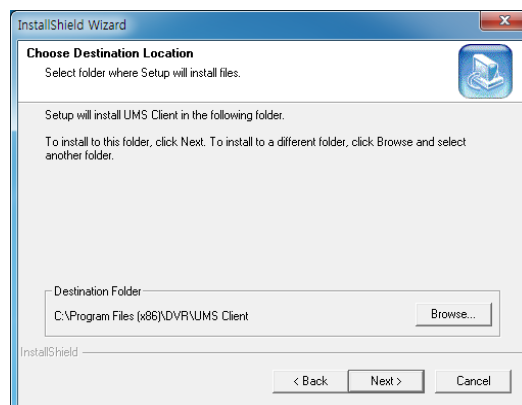 InstallShield Wizard
Choose Destination Location
Select folder where Setup will install files.
Setup will install UMS Client in the following folder.
To install to this folder, click Next. To install to a different folder, click Browse and select
another folder.
Destination Folder
C:\Program Files (x86)\DVR\UMS Client
Browse...
InstallShield
< Back
Next >
Cancel